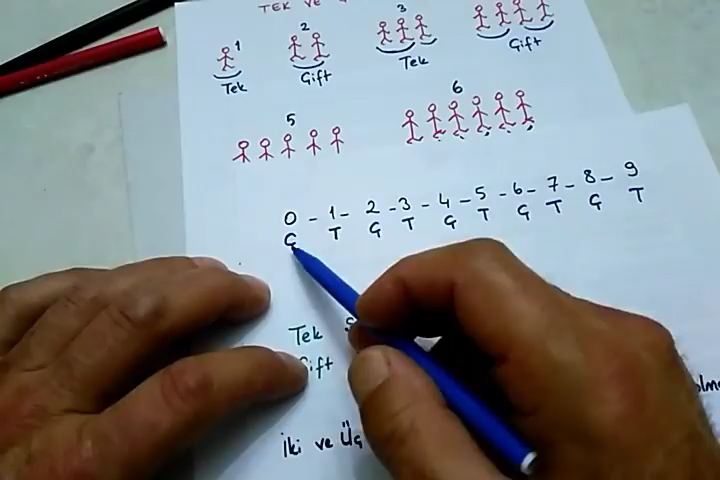 TEK VE
1 2 3
Tek Çift Tek Çift
5 6
0 - 1 - 2 - 3 - 4 - 5 - 6 - 7 - 8 - 9
Ç T Ç T Ç T Ç T Ç T
Tek
Çift
İki ve Üç